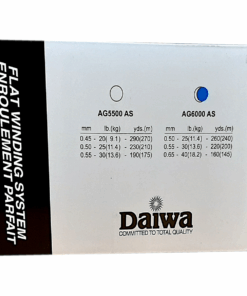 FLAT WINDING SYSTEM
ENROULEMENT PARFAIT
AG5500 AS
mm lb.(kg) yds.(m)
0.45 - 20( 9.1) - 290(270)
0.50 - 25(11.4) - 230(210)
0.55 - 30(13.6) - 190(175)
AG6000 AS
mm lb.(kg) yds.(m)
0.50 - 25(11.4) - 260(240)
0.55 - 30(13.6) - 220(200)
0.65 - 40(18.2) - 160(145)
Daiwa
COMMITTED TO TOTAL QUALITY